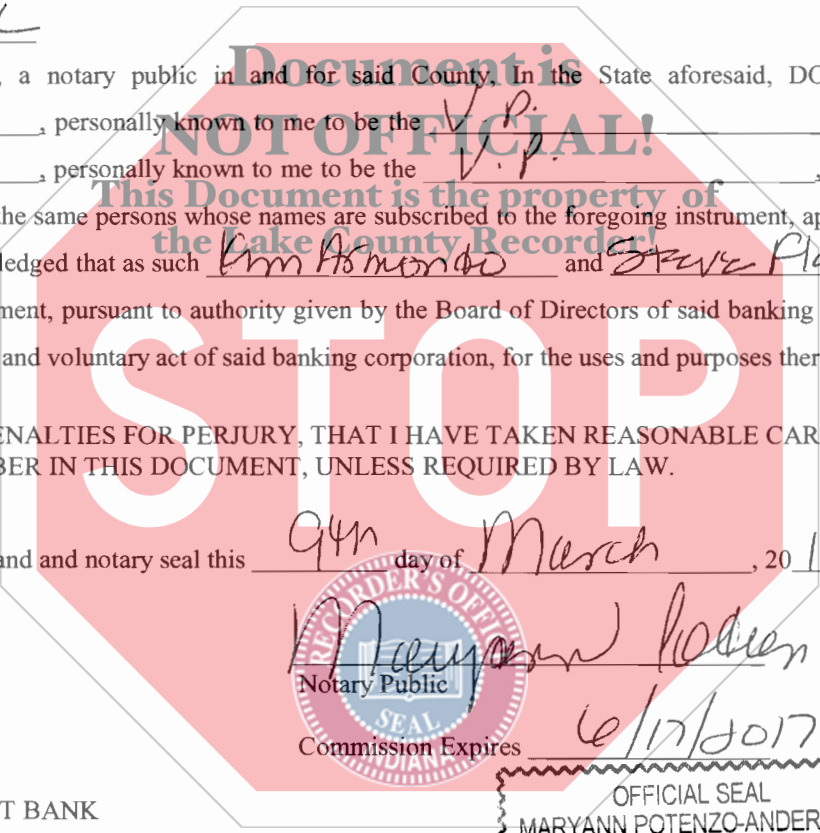 , a notary public in and for said County, In the State aforesaid, DO
Document is
, personally known to me to be the V.P.
NOT OFFICIAL!
, personally known to me to be the V.P. ,
This Document is the property of
the same persons whose names are subscribed to the foregoing instrument, ap
the Lake County Recorder!
ledged that as such and Steve
ment, pursuant to authority given by the Board of Directors of said banking
and voluntary act of said banking corporation, for the uses and purposes ther
STOP
ENALTIES FOR PERJURY, THAT I HAVE TAKEN REASONABLE CAR
BER IN THIS DOCUMENT, UNLESS REQUIRED BY LAW.
and and notary seal this 9th day of March , 20 1
RECORDER'S OFFIC
Maryann
Notary Public
SEAL
INDIANA
Commission Expires 6/17/2017
OFFICIAL SEAL
T BANK
MARYANN POTENZO-ANDER